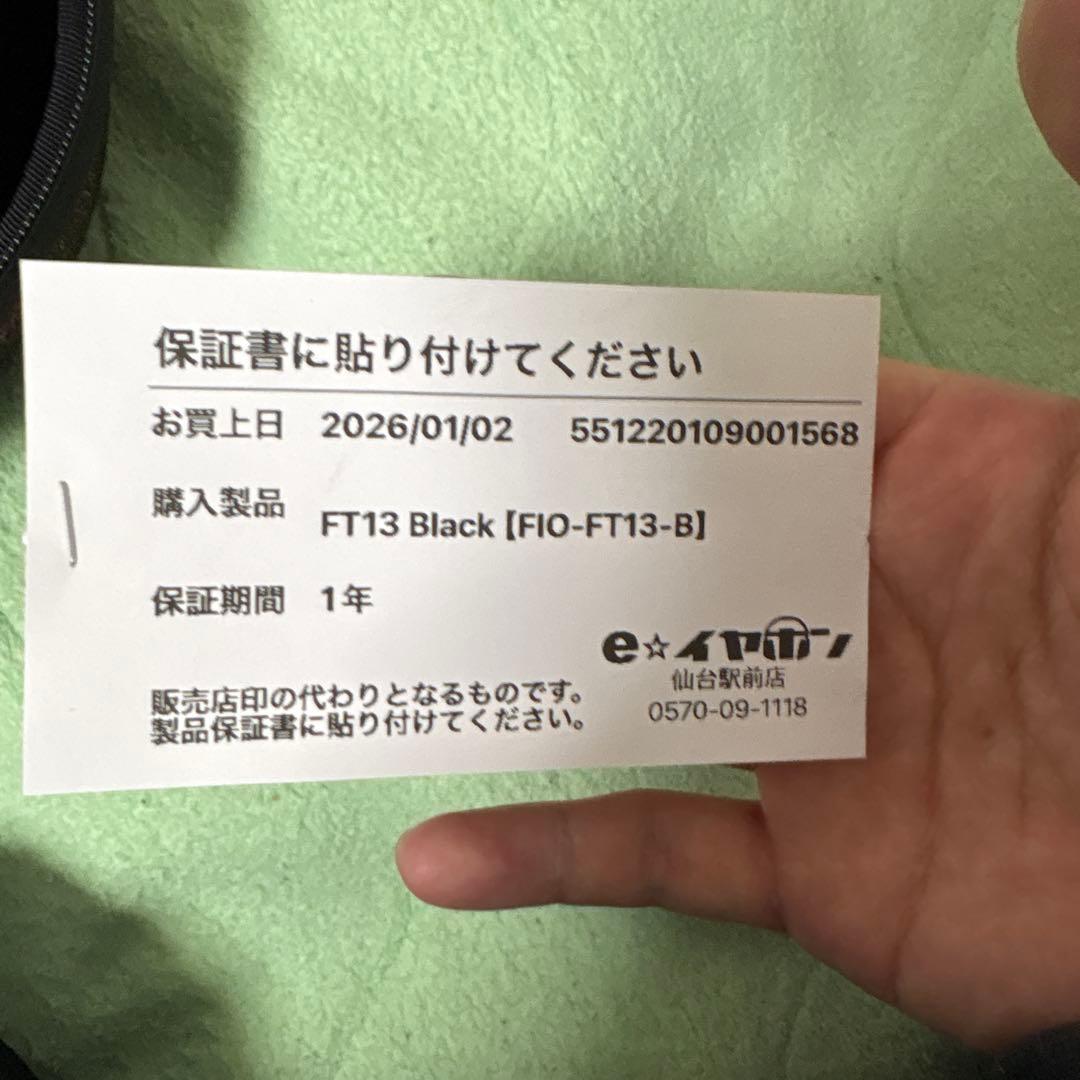 保証書に貼り付けてください
お買上日 2026/01/02 551220109001568
購入製品 FT13 Black【FIO-FT13-B】
保証期間 1年
e☆イヤホン
仙台駅前店
0570-09-1118
販売店印の代わりとなるものです。
製品保証書に貼り付けてください。